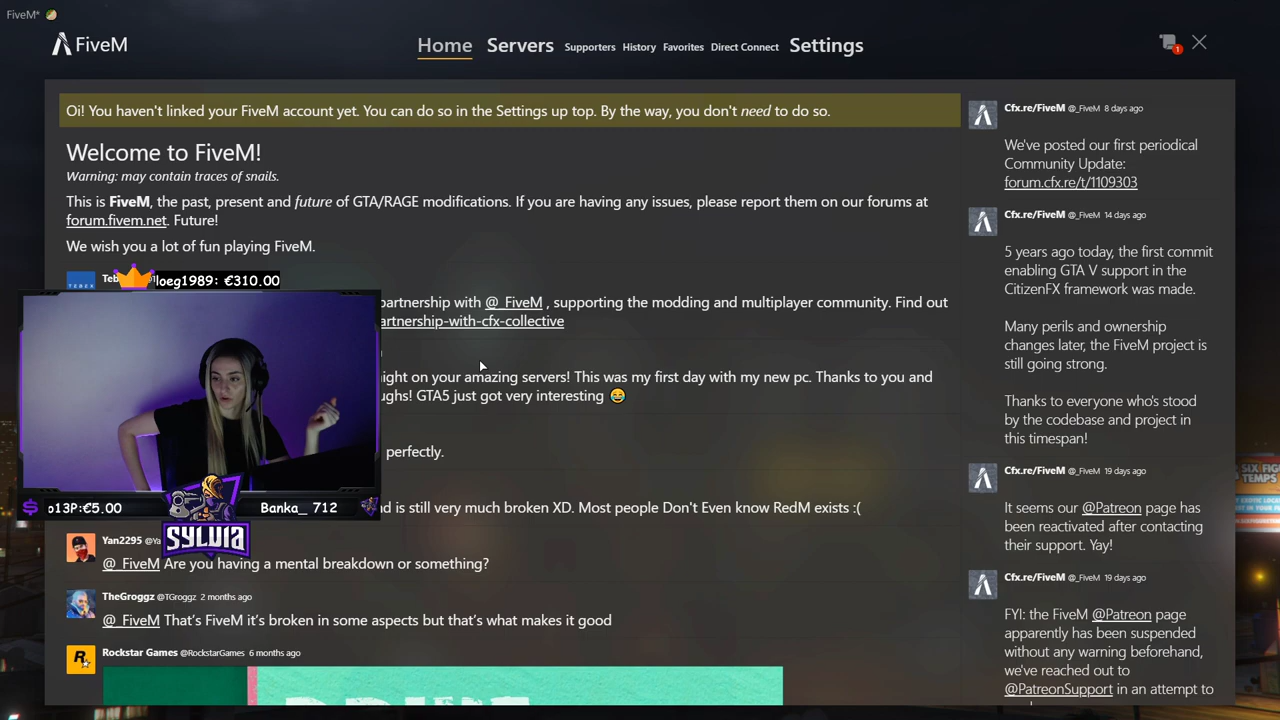 FiveM*
FiveM
Home Servers Supporters History Favorites Direct Connect Settings
1
Oi! You haven't linked your FiveM account yet. You can do so in the Settings up top. By the way, you don't need to do so.
Welcome to FiveM!
Warning: may contain traces of snails.
This is FiveM, the past, present and future of GTA/RAGE modifications. If you are having any issues, please report them on our forums at
forum.fivem.net. Future!
We wish you a lot of fun playing FiveM.
loeg1989: €310.00
partnership with @_FiveM , supporting the modding and multiplayer community. Find out
artnership-with-cfx-collective
ight on your amazing servers! This was my first day with my new pc. Thanks to you and
ughs! GTA5 just got very interesting 😂
perfectly.
is still very much broken XD. Most people Don't Even know RedM exists :(
o13P:€5.00
Banka_ 712
SYLVIA
Yan2295 @Ya
@_FiveM Are you having a mental breakdown or something?
TheGroggz @TGroggz 2 months ago
@_FiveM That's FiveM it's broken in some aspects but that's what makes it good
Rockstar Games @RockstarGames 6 months ago
Cfx.re/FiveM @_FiveM 8 days ago
We've posted our first periodical
Community Update:
forum.cfx.re/t/1109303
Cfx.re/FiveM @_FiveM 14 days ago
5 years ago today, the first commit
enabling GTA V support in the
CitizenFX framework was made.
Many perils and ownership
changes later, the FiveM project is
still going strong.
Thanks to everyone who's stood
by the codebase and project in
this timespan!
Cfx.re/FiveM @_FiveM 19 days ago
It seems our @Patreon page has
been reactivated after contacting
their support. Yay!
Cfx.re/FiveM @_FiveM 19 days ago
FYI: the FiveM @Patreon page
apparently has been suspended
without any warning beforehand,
we've reached out to
@PatreonSupport in an attempt to
SIX FIG
TEMPS